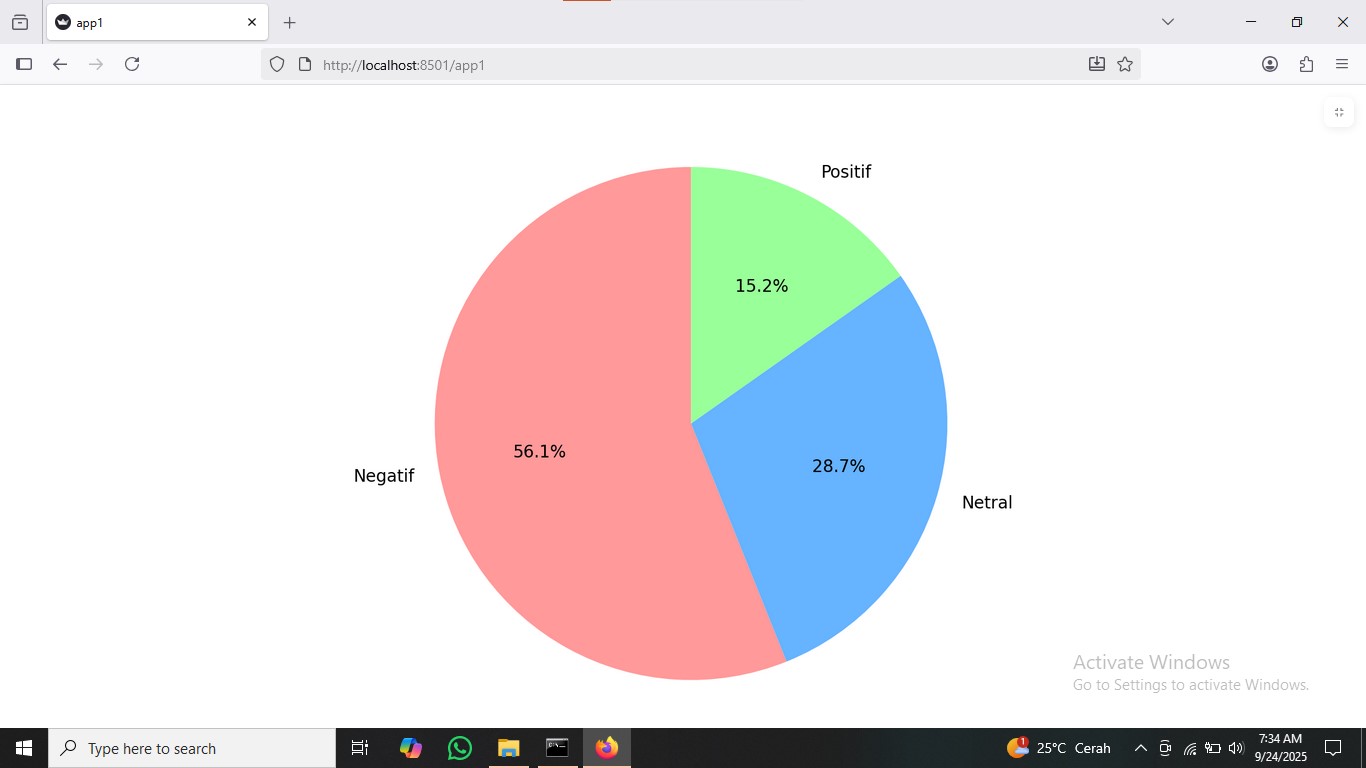 app1
http://localhost:8501/app1
Positif
15.2%
56.1%
28.7%
Negatif
Netral
Activate Windows
Go to Settings to activate Windows.
Type here to search
1
25°C Cerah
7:34 AM
9/24/2025